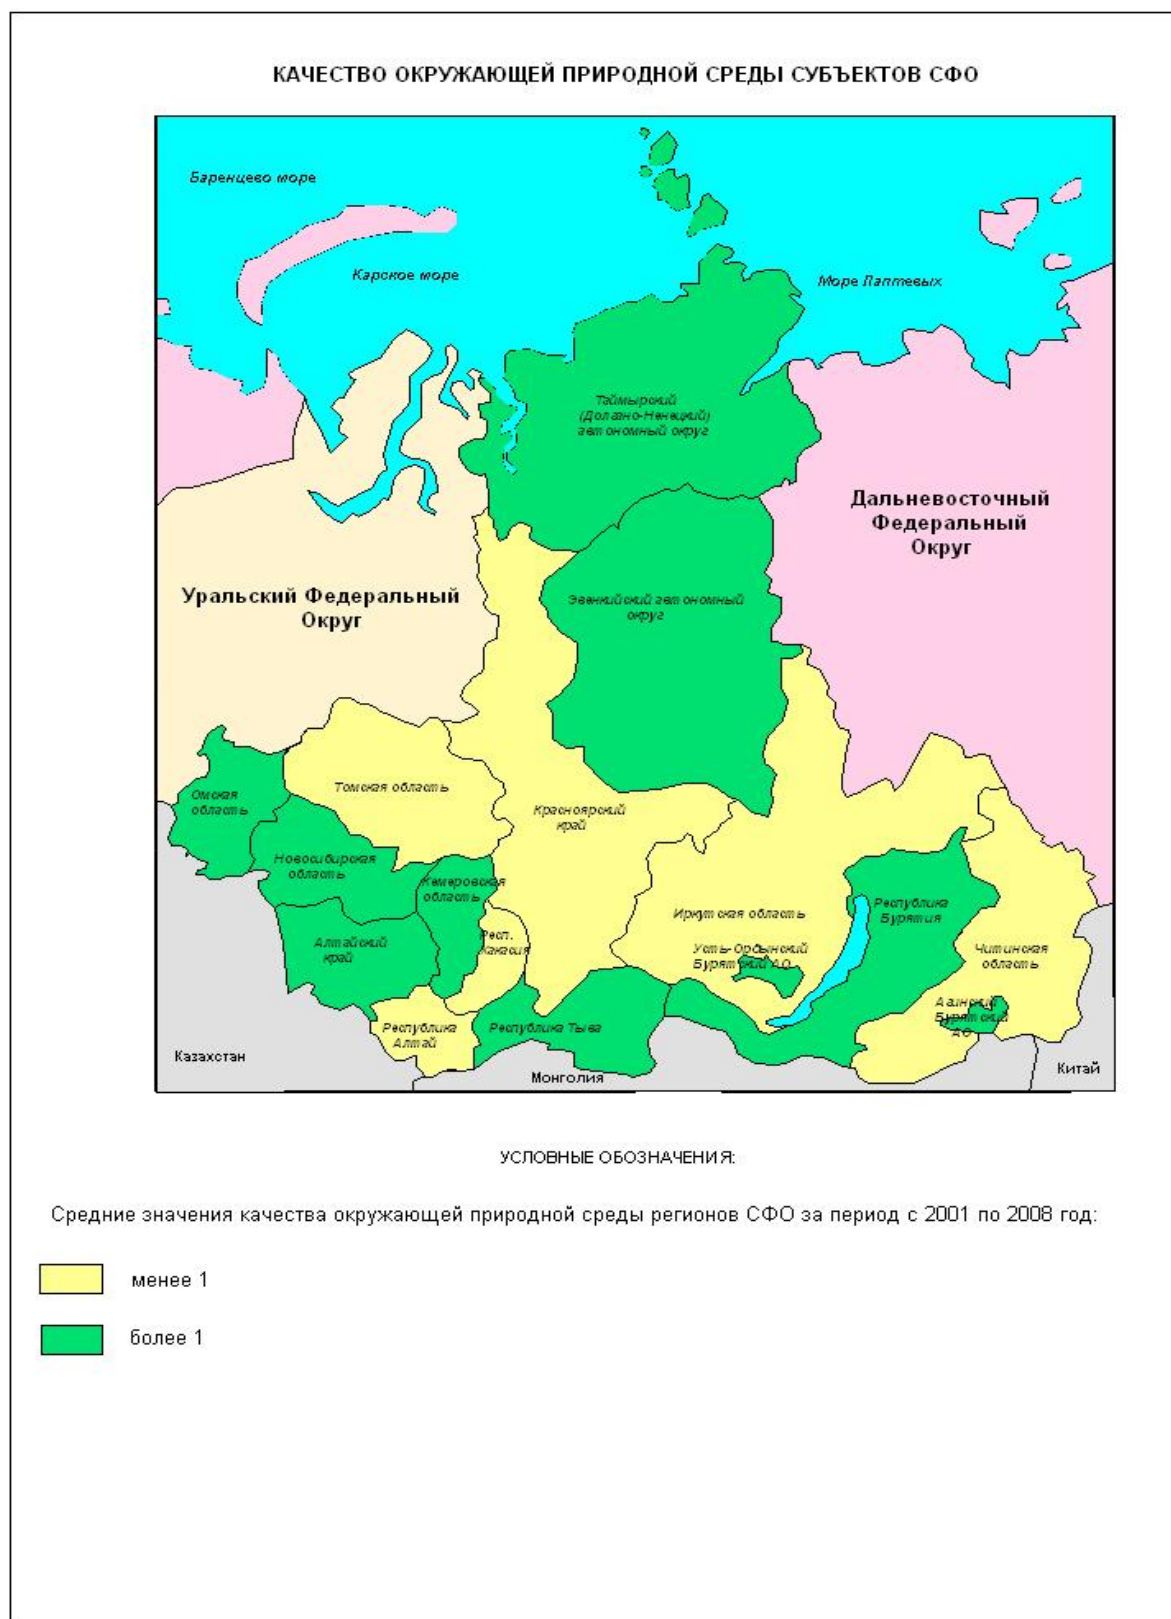 КАЧЕСТВО ОКРУЖАЮЩЕЙ ПРИРОДНОЙ СРЕДЫ СУБЪЕКТОВ СФО
Баренцево море
Карское море
Море Лаптевых
Таймырский
(Долгано-Ненецкий)
автономный округ
Дальневосточный
Федеральный
Округ
Уральский Федеральный
Округ
Эвенкийский автономный
округ
Томская область
Омская
область
Красноярский
край
Новосибирская
область
Кемеровская
область
Республика
Бурятия
Иркутская область
Алтайский
край
Респ.
Хакасия
Усть-Ордынский
Бурятский АО
Читинская
область
Агинский
Бурятский
АО
Республика
Алтай
Республика Тыва
Казахстан
Монголия
Китай
УСЛОВНЫЕ ОБОЗНАЧЕНИЯ:
Средние значения качества окружающей природной среды регионов СФО за период с 2001 по 2008 год:
менее 1
более 1